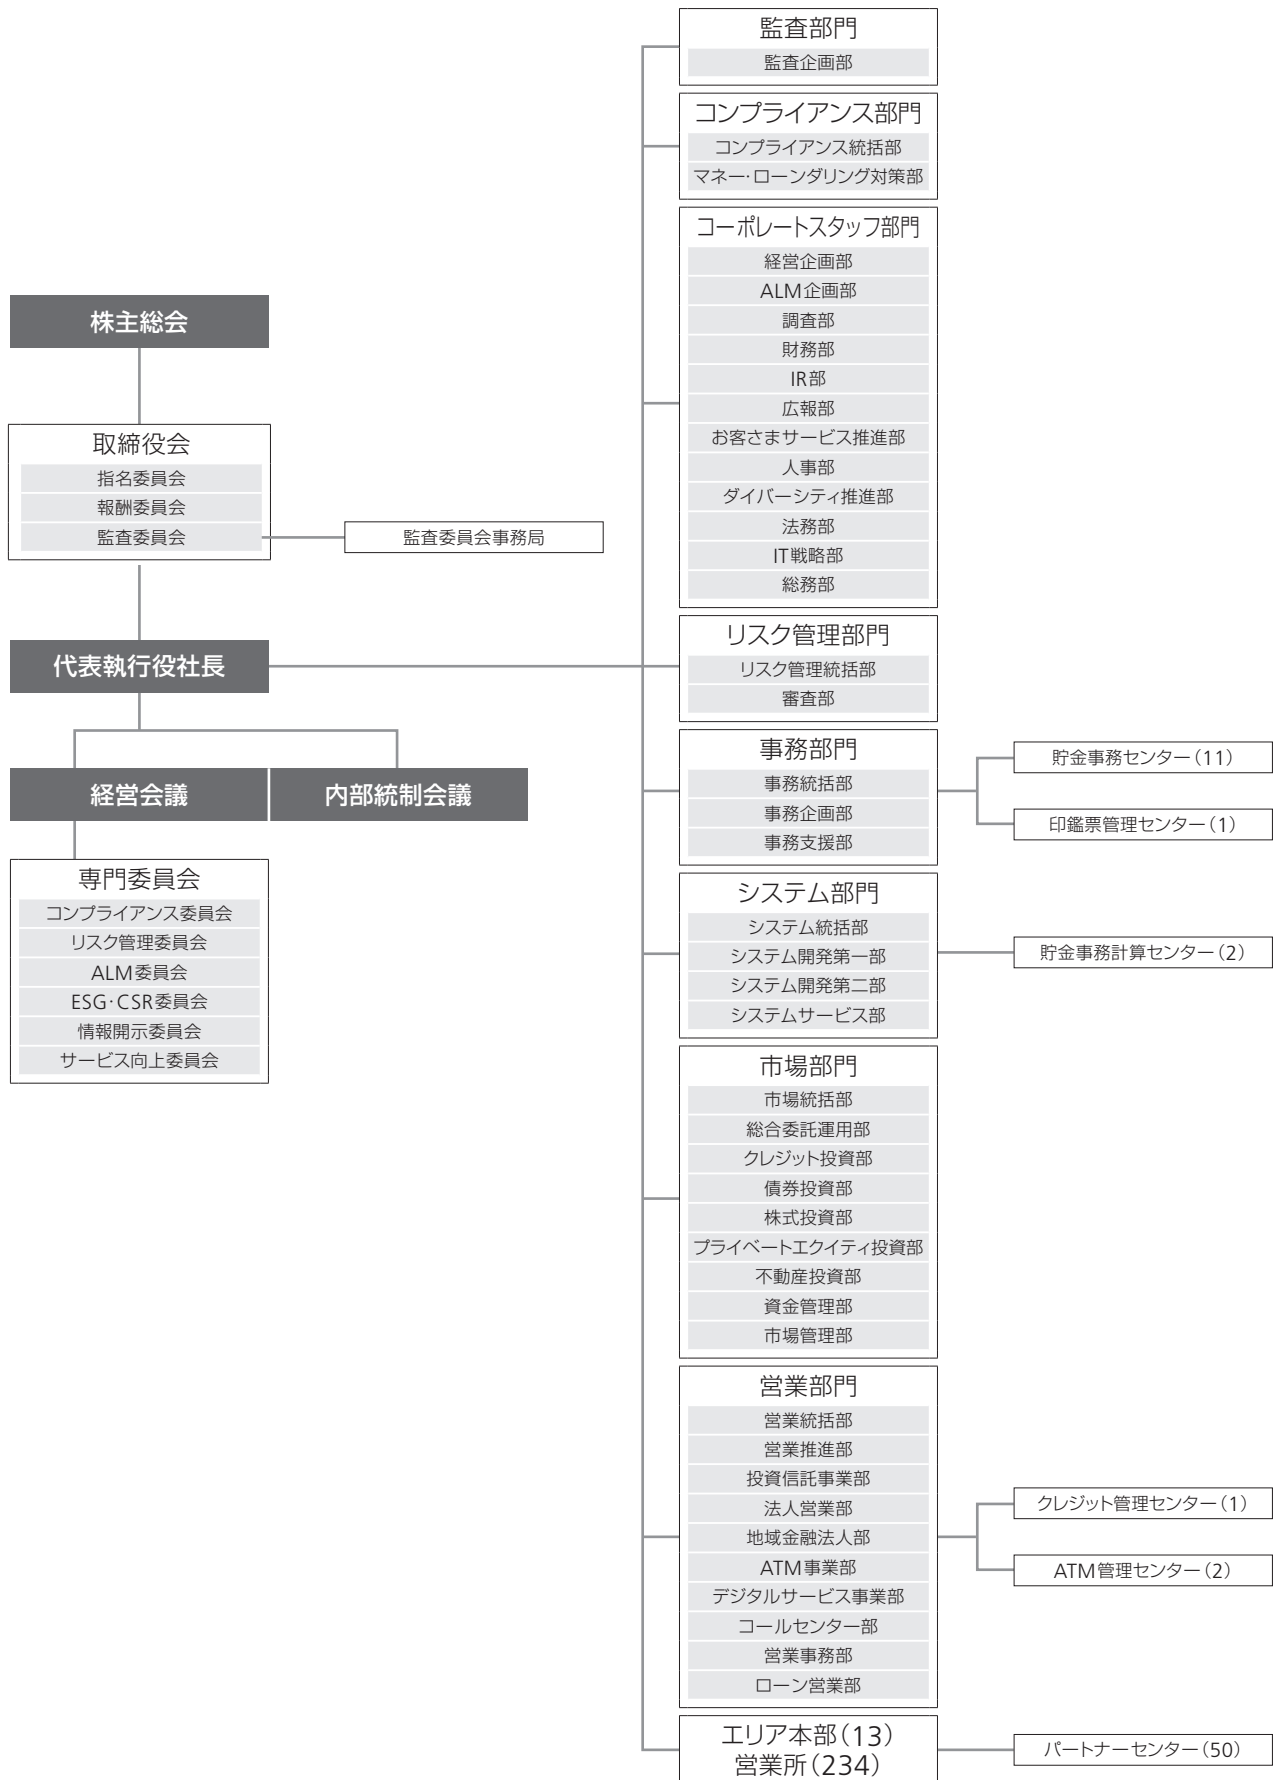 株主総会
取締役会
指名委員会
報酬委員会
監査委員会
監査委員会事務局
代表執行役社長
経営会議
内部統制会議
専門委員会
コンプライアンス委員会
リスク管理委員会
ALM委員会
ESG・CSR委員会
情報開示委員会
サービス向上委員会
監査部門
監査企画部
コンプライアンス部門
コンプライアンス統括部
マネー・ローンダリング対策部
コーポレートスタッフ部門
経営企画部
ALM企画部
調査部
財務部
IR部
広報部
お客さまサービス推進部
人事部
ダイバーシティ推進部
法務部
IT戦略部
総務部
リスク管理部門
リスク管理統括部
審査部
事務部門
事務統括部
事務企画部
事務支援部
貯金事務センター（11）
印鑑票管理センター（1）
システム部門
システム統括部
システム開発第一部
システム開発第二部
システムサービス部
貯金事務計算センター（2）
市場部門
市場統括部
総合委託運用部
クレジット投資部
債券投資部
株式投資部
プライベートエクイティ投資部
不動産投資部
資金管理部
市場管理部
営業部門
営業統括部
営業推進部
投資信託事業部
法人営業部
地域金融法人部
ATM事業部
デジタルサービス事業部
コールセンター部
営業事務部
ローン営業部
クレジット管理センター（1）
ATM管理センター（2）
エリア本部（13）
営業所（234）
パートナーセンター（50）